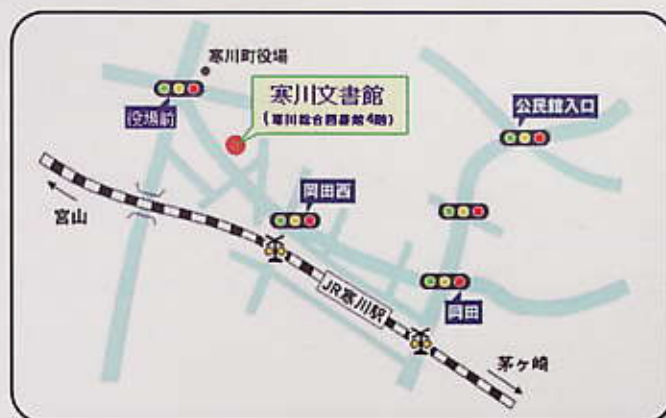 寒川町役場
寒川文書館
(寒川総合図書館4階)
役場前
公民館入口
宮山
岡田西
JR寒川駅
岡田
茅ヶ崎